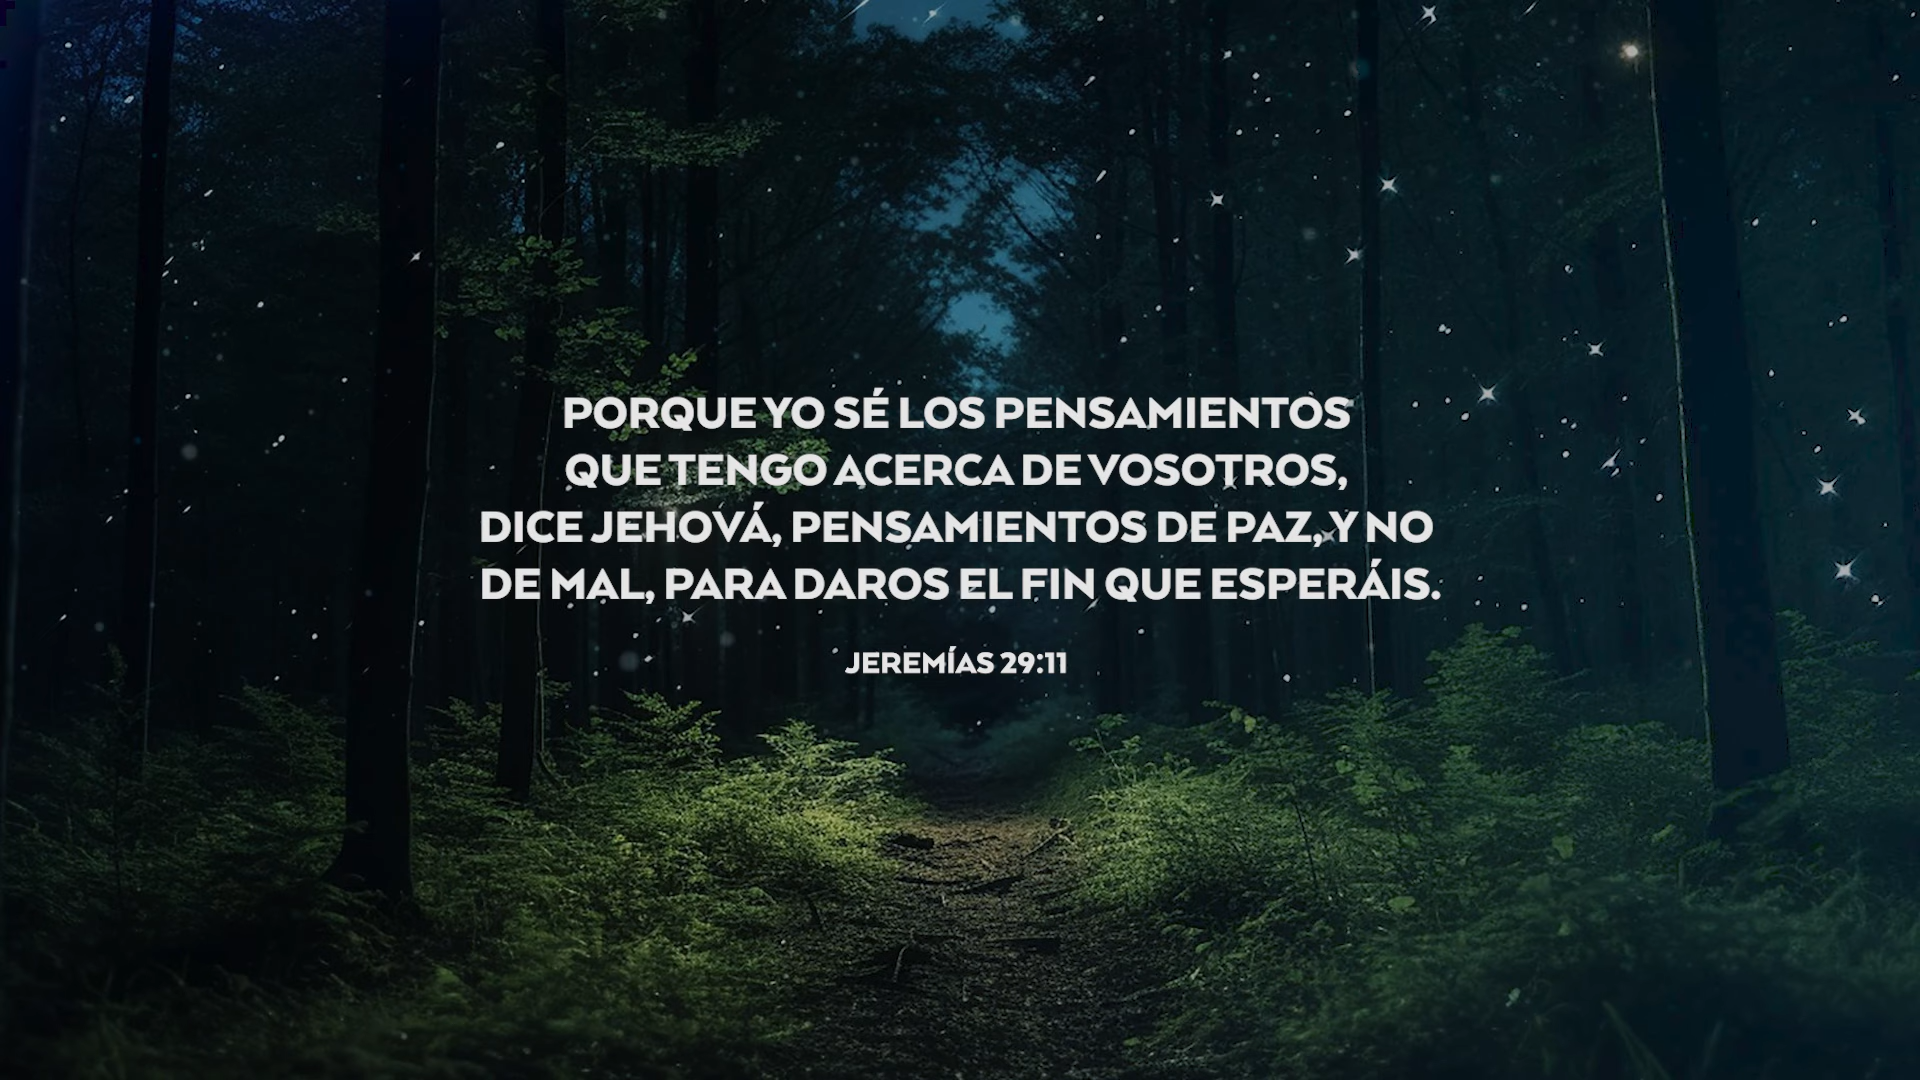 PORQUE YO SÉ LOS PENSAMIENTOS
QUE TENGO ACERCA DE VOSOTROS,
DICE JEHOVÁ, PENSAMIENTOS DE PAZ, Y NO
DE MAL, PARA DAROS EL FIN QUE ESPERÁIS.
JEREMÍAS 29:11